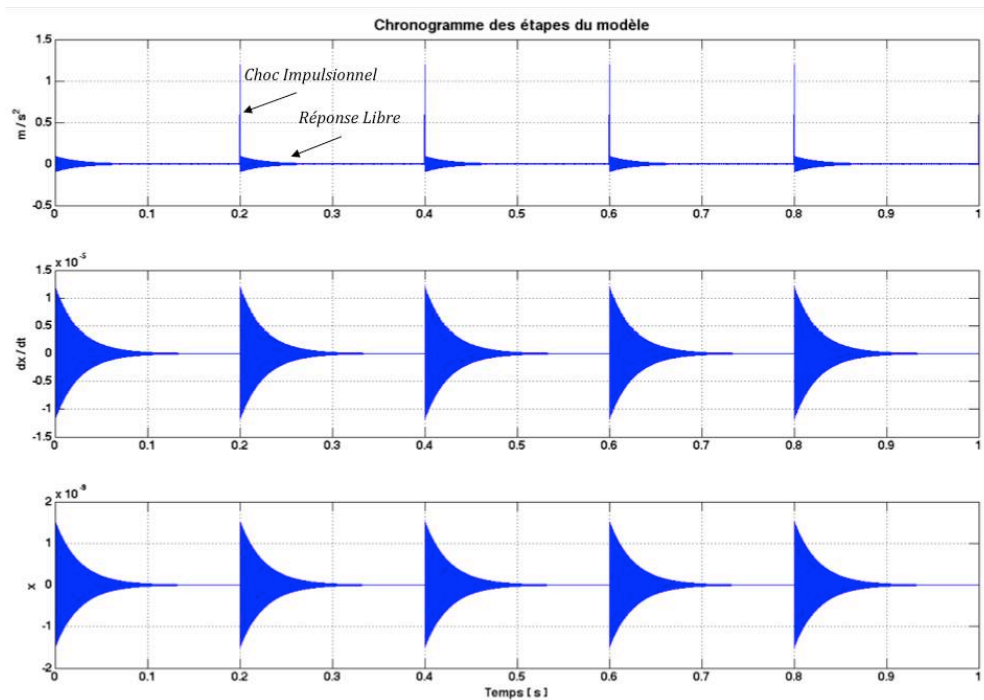 Chronogramme des étapes du modèle
1.5
1
0.5
0
-0.5
m / s²
Choc Impulsionnel
Réponse Libre
0 0.1 0.2 0.3 0.4 0.5 0.6 0.7 0.8 0.9 1
x 10⁻⁵
1.5
1
0.5
0
-0.5
-1
-1.5
dx / dt
0 0.1 0.2 0.3 0.4 0.5 0.6 0.7 0.8 0.9 1
x 10⁻⁹
2
1
0
-1
-2
x
0 0.1 0.2 0.3 0.4 0.5 0.6 0.7 0.8 0.9 1
Temps [ s ]